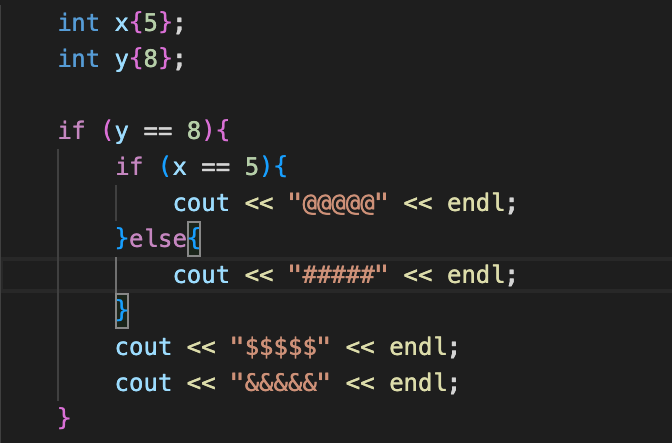 int x{5};
int y{8};
if (y == 8){
if (x == 5){
cout << "@@@@@" << endl;
}else{
cout << "#####" << endl;
}
cout << "$$$$$" << endl;
cout << "&&&&&" << endl;
}